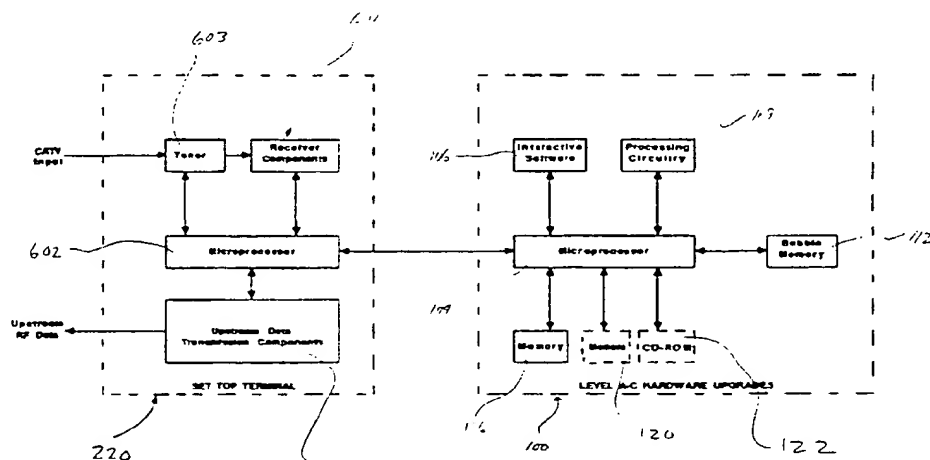 603
CATV
Input
Tuner
Receiver
Components
602
Microprocessor
Upstream
RF Data
Upstream Data
Transmission Components
SET TOP TERMINAL
220
Interactive
Software
Processing
Circuitry
Microprocessor
Bubble
Memory
112
Memory
Modem
CD-ROM
LEVEL A-C HARDWARE UPGRADES
100
120
122